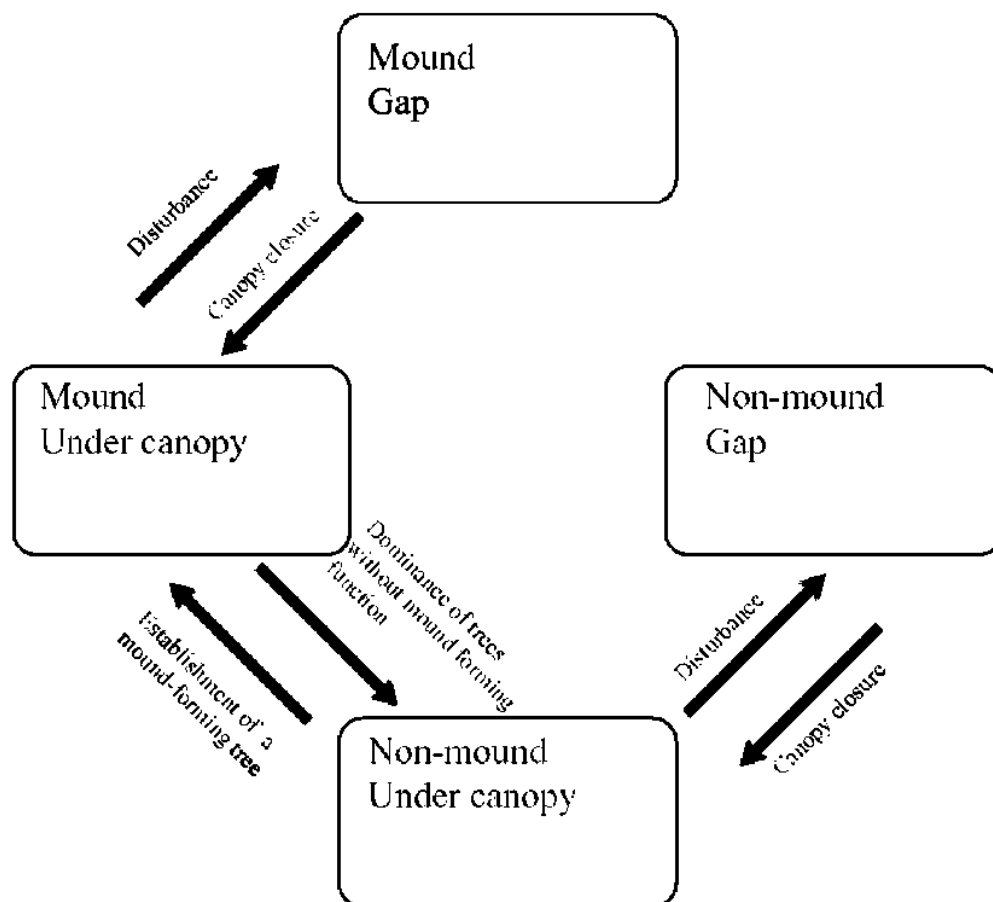 Mound
Gap
Disturbance
Canopy closure
Mound
Under canopy
Non-mound
Gap
Dominance of trees
without mound forming
function
Establishment of a
mound-forming tree
Disturbance
Canopy closure
Non-mound
Under canopy